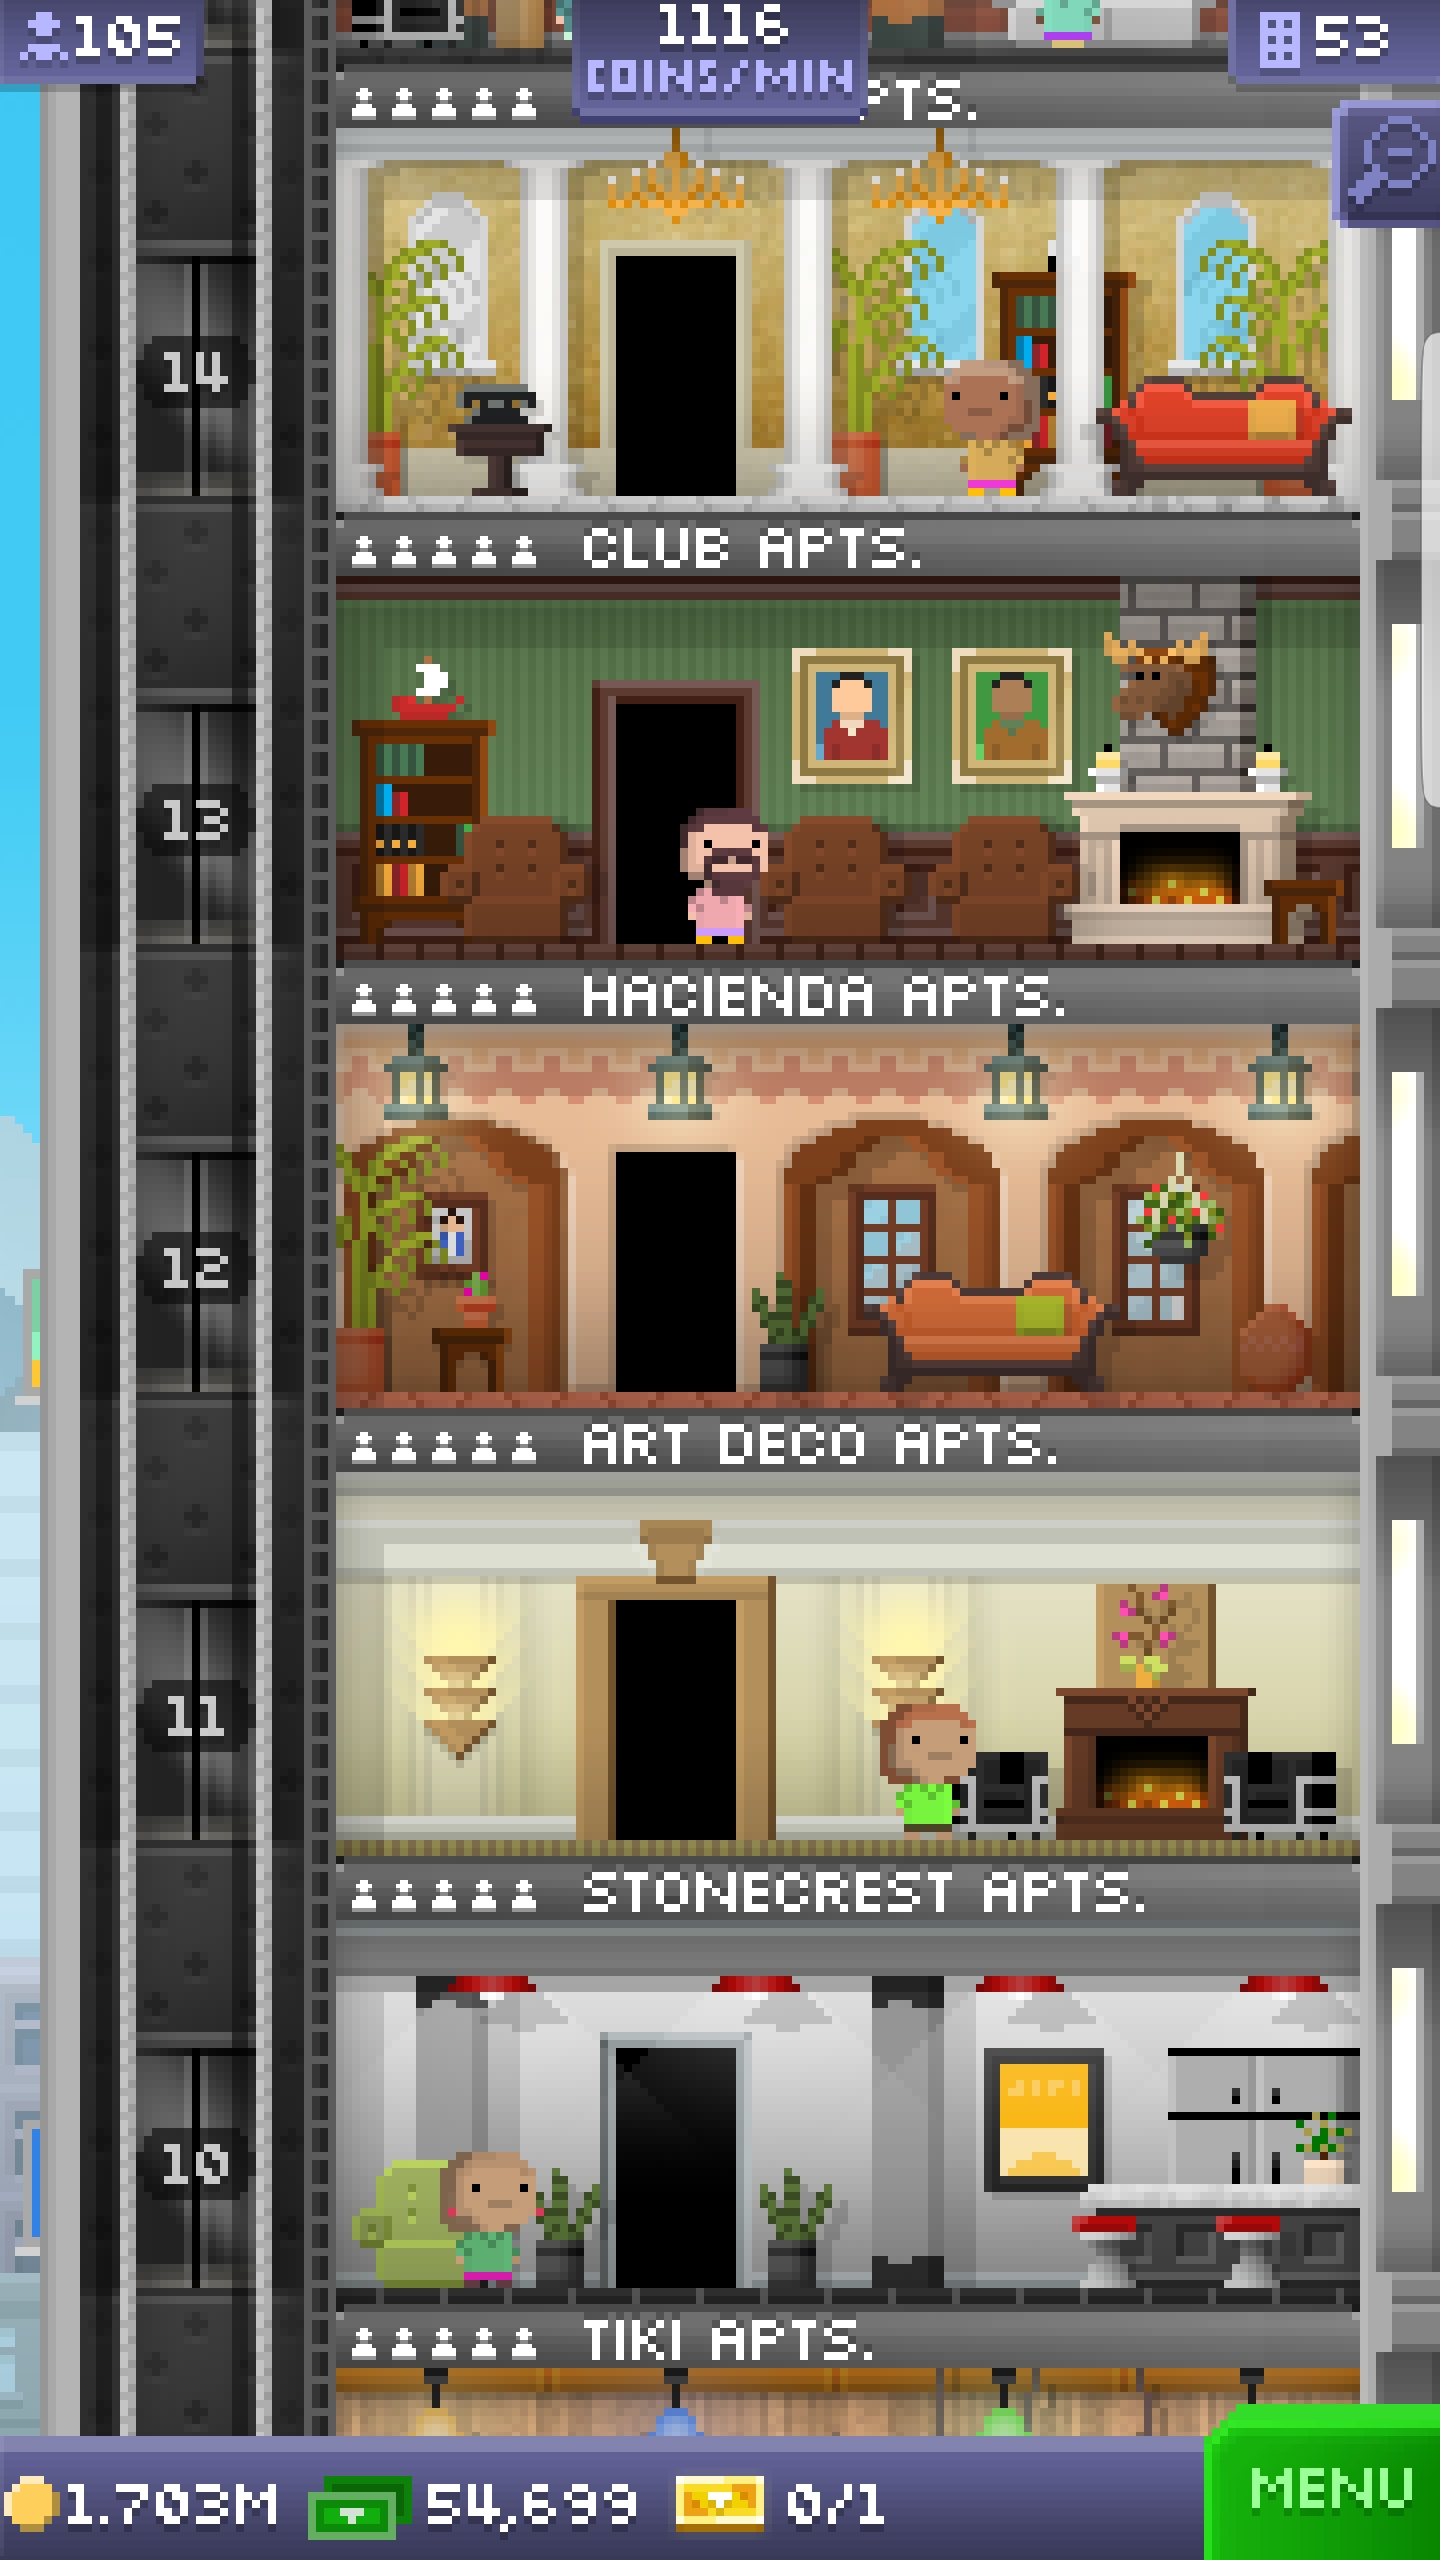 105
1116
COINS/MIN
53
PTS.
14
CLUB APTS.
13
HACIENDA APTS.
12
ART DECO APTS.
11
STONECREST APTS.
10
TIKI APTS.
1.703M
54,699
0/1
MENU